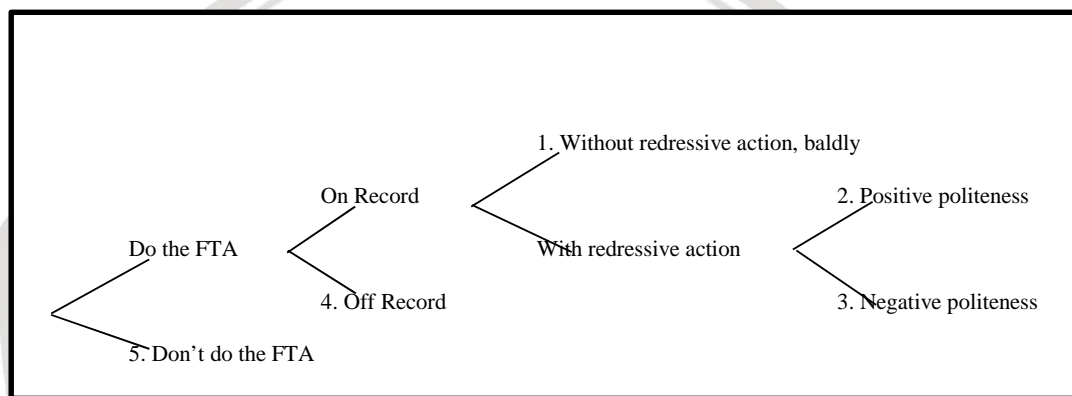 1. Without redressive action, baldly
On Record
2. Positive politeness
Do the FTA
With redressive action
4. Off Record
3. Negative politeness
5. Don’t do the FTA